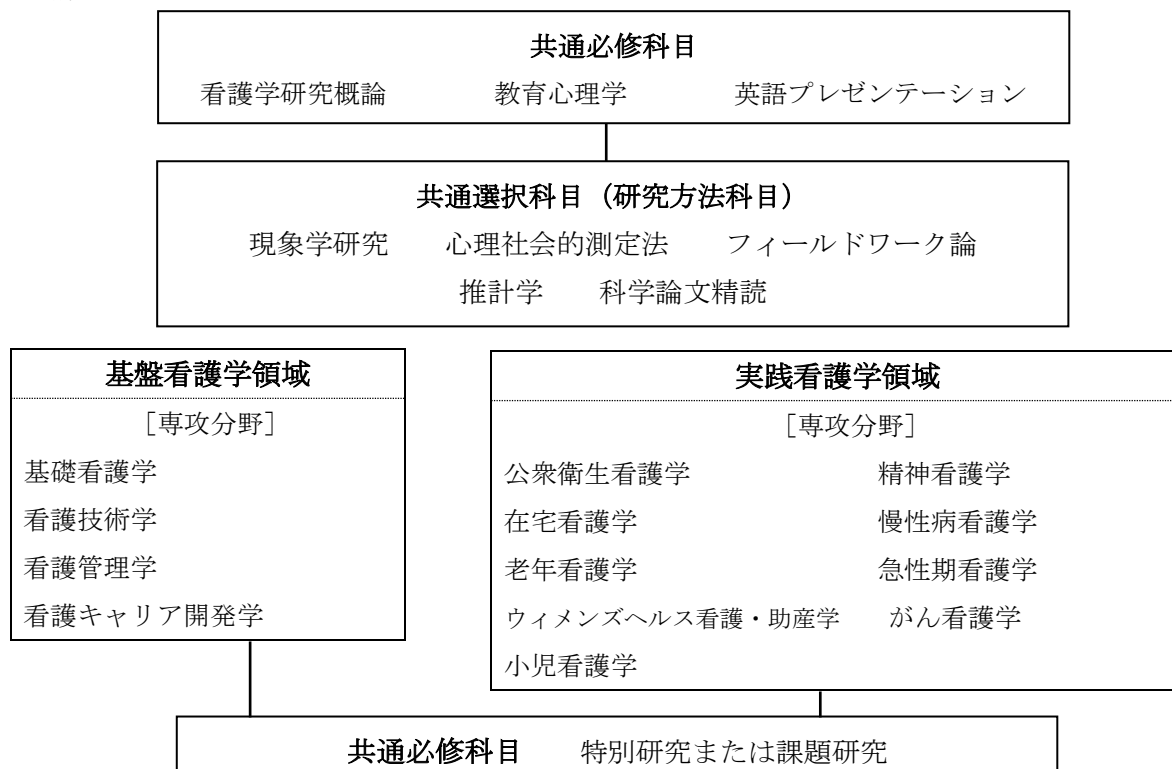 共通必修科目
看護学研究概論 教育心理学 英語プレゼンテーション
共通選択科目（研究方法科目）
現象学研究 心理社会的測定法 フィールドワーク論
推計学 科学論文精読
基盤看護学領域
［専攻分野］
基礎看護学
看護技術学
看護管理学
看護キャリア開発学
実践看護学領域
［専攻分野］
公衆衛生看護学 精神看護学
在宅看護学 慢性病看護学
老年看護学 急性期看護学
ウィメンズヘルス看護・助産学 がん看護学
小児看護学
共通必修科目 特別研究または課題研究